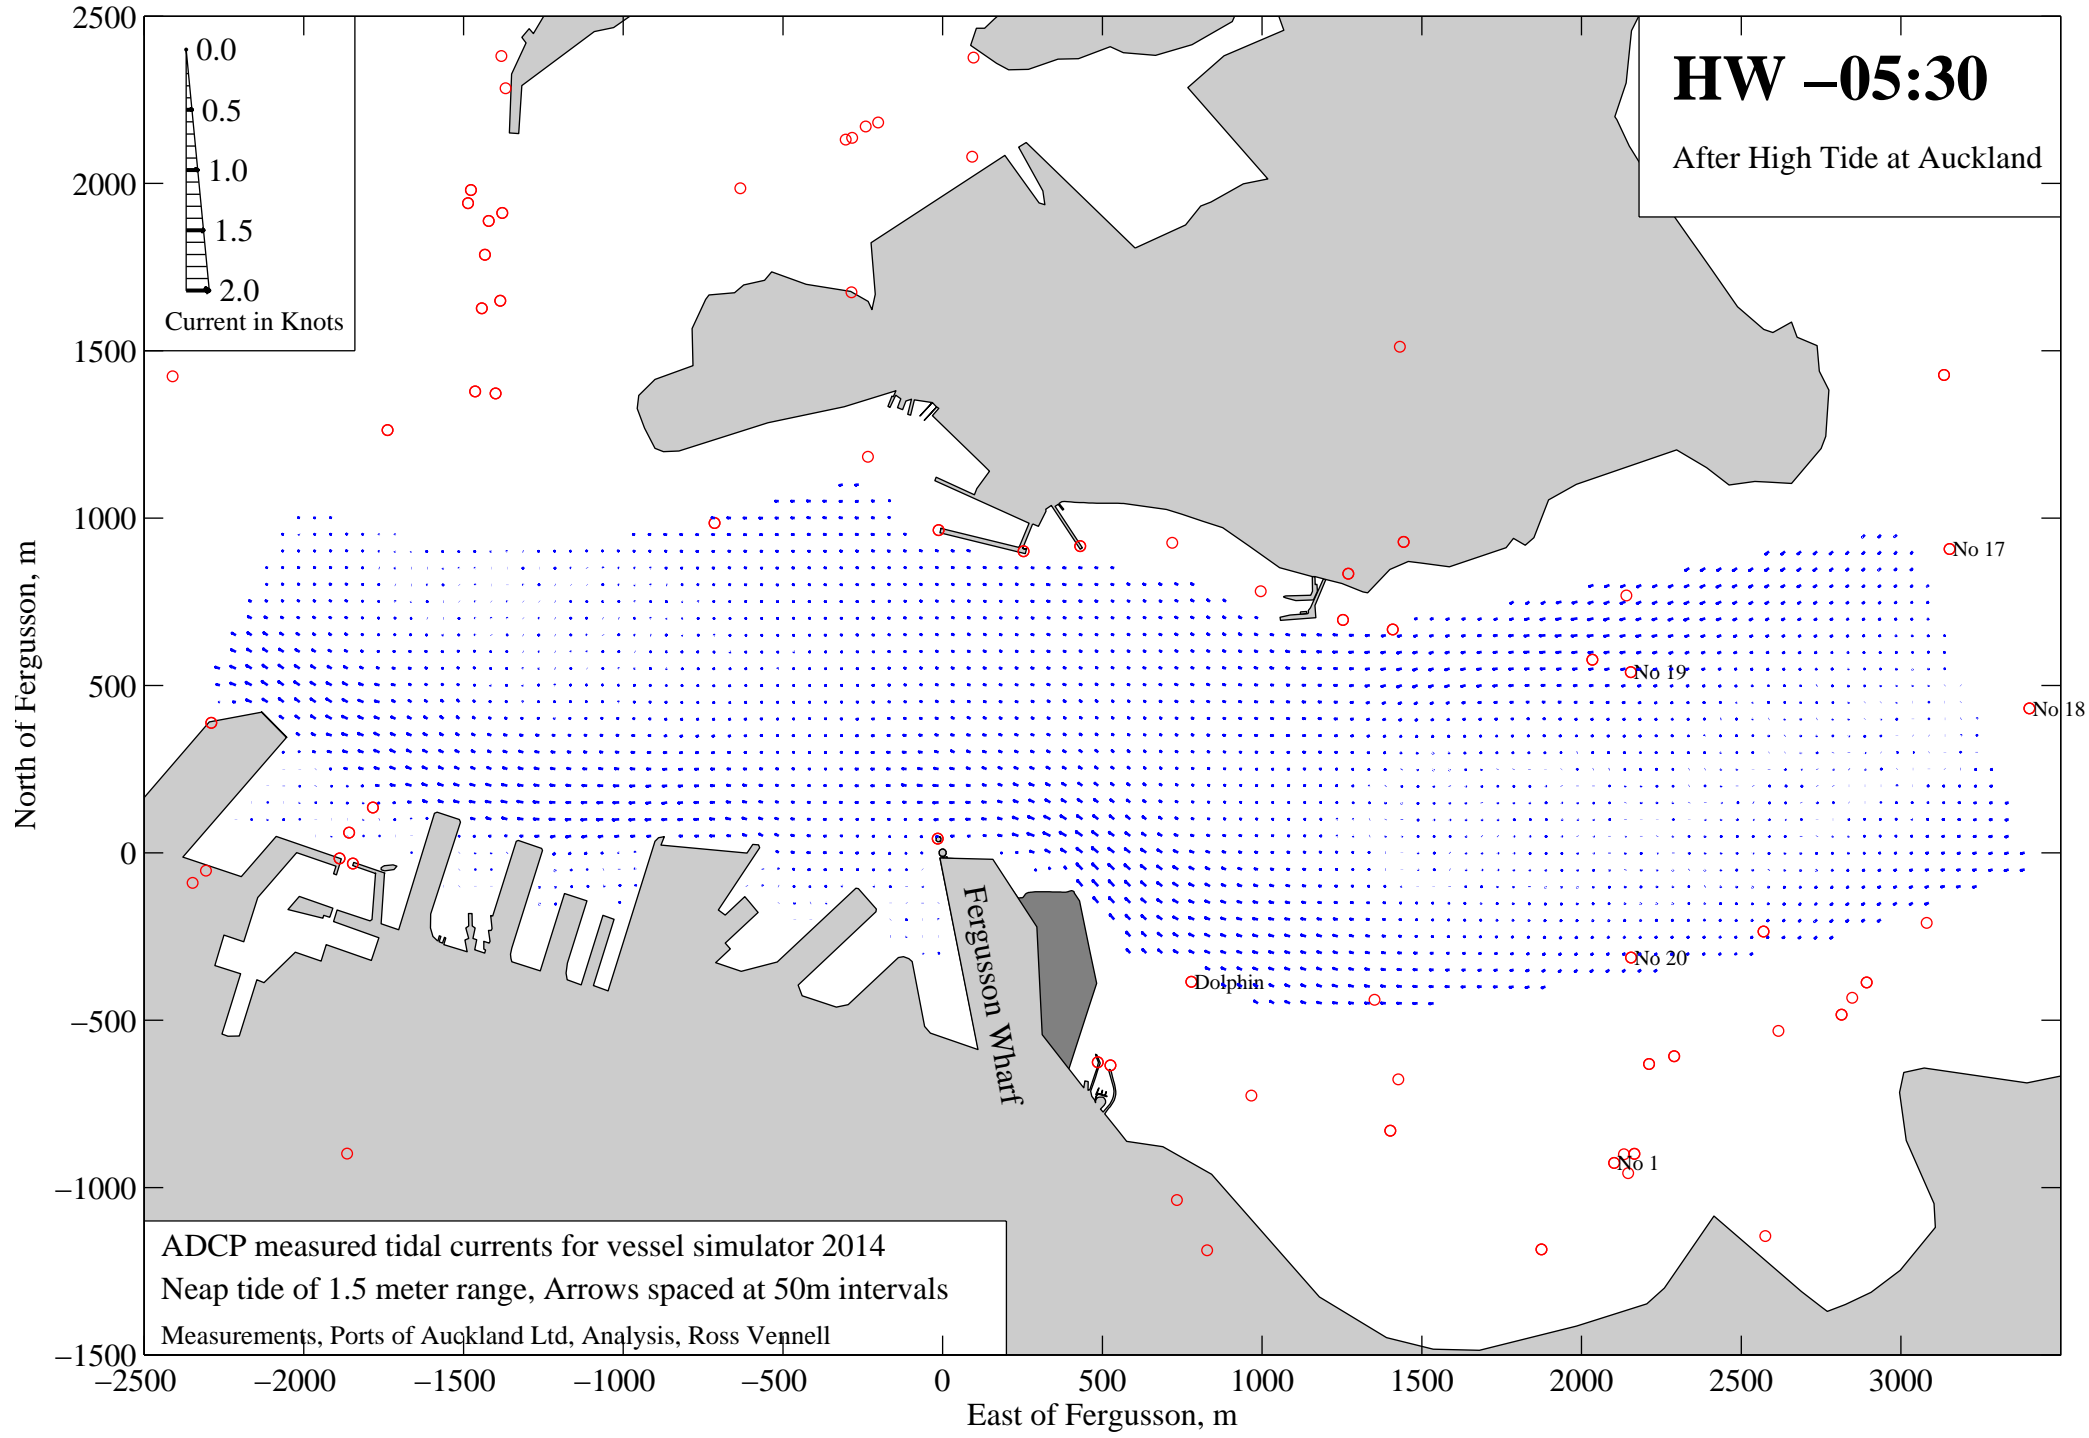 HW –05:30
After High Tide at Auckland
0.0
0.5
1.0
1.5
2.0
Current in Knots
2500
2000
1500
1000
500
0
–500
–1000
–1500
North of Fergusson, m
No 17
No 19
No 18
No 20
Dolphin
No 1
Fergusson Wharf
ADCP measured tidal currents for vessel simulator 2014
Neap tide of 1.5 meter range, Arrows spaced at 50m intervals
Measurements, Ports of Auckland Ltd, Analysis, Ross Vennell
–2500 –2000 –1500 –1000 –500 0 500 1000 1500 2000 2500 3000
East of Fergusson, m